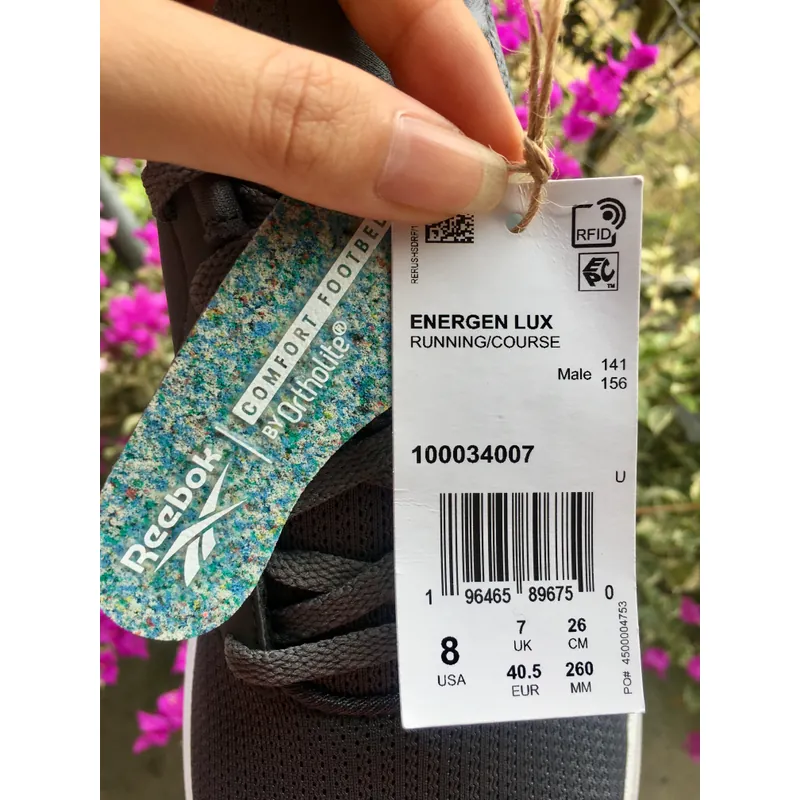 Reebok
COMFORT FOOTBED
BY Ortholite®
RFID
EPC™
ENERGEN LUX
RUNNING/COURSE
Male 141
156
100034007
U
1 96465 89675 0
8
USA
7
UK
26
CM
40.5
EUR
260
MM
PO# 4500004753